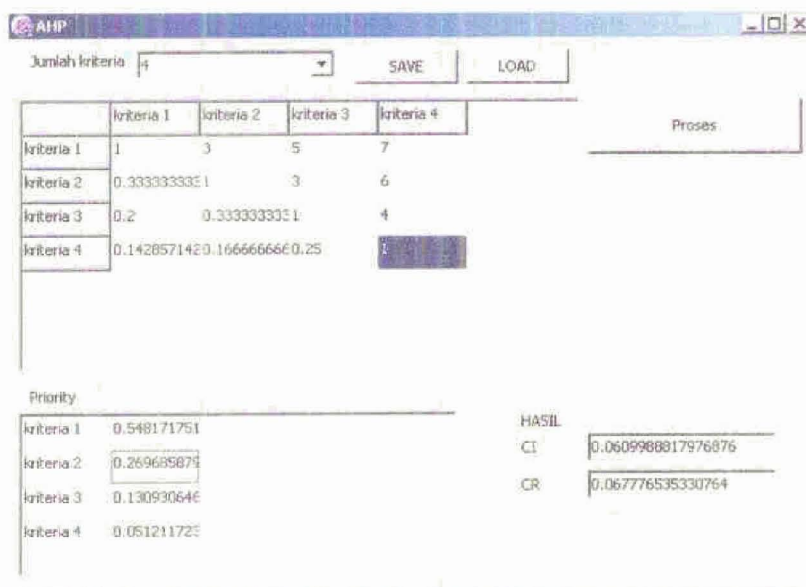 AHP
Jumlah kriteria 4 SAVE LOAD
Proses
kriteria 1 kriteria 2 kriteria 3 kriteria 4
kriteria 1 1 3 5 7
kriteria 2 0.333333333 1 3 6
kriteria 3 0.2 0.333333333 1 4
kriteria 4 0.142857142 0.166666666 0.25 1
Priority
kriteria 1 0.548171751
kriteria 2 0.269685879
kriteria 3 0.130930646
kriteria 4 0.051211723
HASIL
CI 0.0609988817976876
CR 0.067776535330764